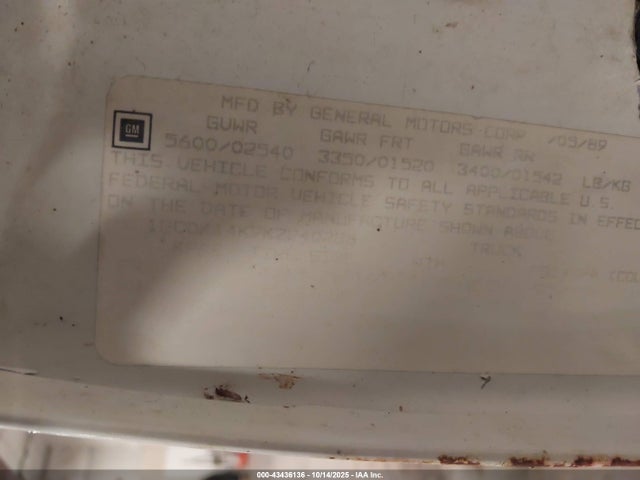 MFD BY GENERAL MOTORS CORP /05/89
GM
GVWR GAWR FRT GAWR RR
5600/02540 3350/01520 3400/01542 LB/KG
THIS VEHICLE CONFORMS TO ALL APPLICABLE U.S.
FEDERAL MOTOR VEHICLE SAFETY STANDARDS IN EFFEC
ON THE DATE OF MANUFACTURE SHOWN ABOVE
TRUCK
000-43436136 - 10/14/2025 - IAA Inc.